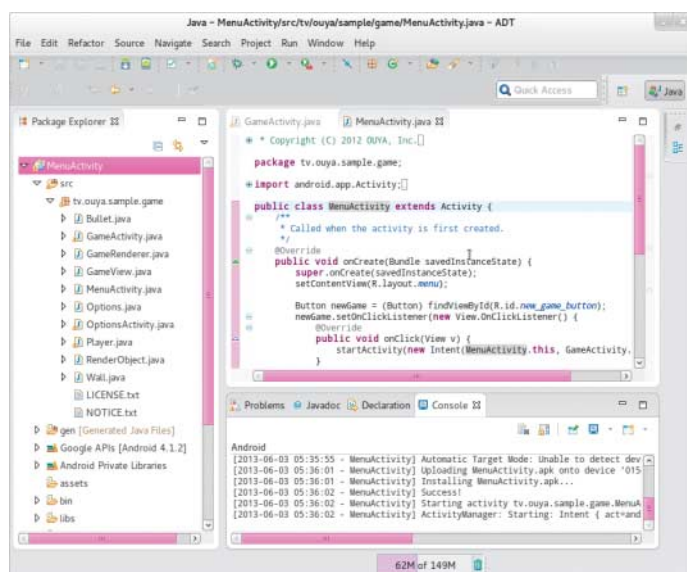 Java – MenuActivity/src/tv/ouya/sample/game/MenuActivity.java – ADT
File Edit Refactor Source Navigate Search Project Run Window Help
Quick Access
Java
Package Explorer
MenuActivity
src
tv.ouya.sample.game
Bullet.java
GameActivity.java
GameRenderer.java
GameView.java
MenuActivity.java
Options.java
OptionsActivity.java
Player.java
RenderObject.java
Wall.java
LICENSE.txt
NOTICE.txt
gen [Generated Java Files]
Google APIs [Android 4.1.2]
Android Private Libraries
assets
bin
libs
GameActivity.java MenuActivity.java
* Copyright (C) 2012 OUYA, Inc.
package tv.ouya.sample.game;
import android.app.Activity;
public class MenuActivity extends Activity {
/**
* Called when the activity is first created.
*/
@Override
public void onCreate(Bundle savedInstanceState) {
super.onCreate(savedInstanceState);
setContentView(R.layout.menu);
Button newGame = (Button) findViewById(R.id.new_game_button);
newGame.setOnClickListener(new View.OnClickListener() {
@Override
public void onClick(View v) {
startActivity(new Intent(MenuActivity.this, GameActivity.
}
Problems Javadoc Declaration Console
Android
[2013-06-03 05:35:55 - MenuActivity] Automatic Target Mode: Unable to detect dev
[2013-06-03 05:36:01 - MenuActivity] Uploading MenuActivity.apk onto device '015
[2013-06-03 05:36:01 - MenuActivity] Installing MenuActivity.apk...
[2013-06-03 05:36:02 - MenuActivity] Success!
[2013-06-03 05:36:02 - MenuActivity] Starting activity tv.ouya.sample.game.MenuA
[2013-06-03 05:36:02 - MenuActivity] ActivityManager: Starting: Intent { act=and
62M of 149M